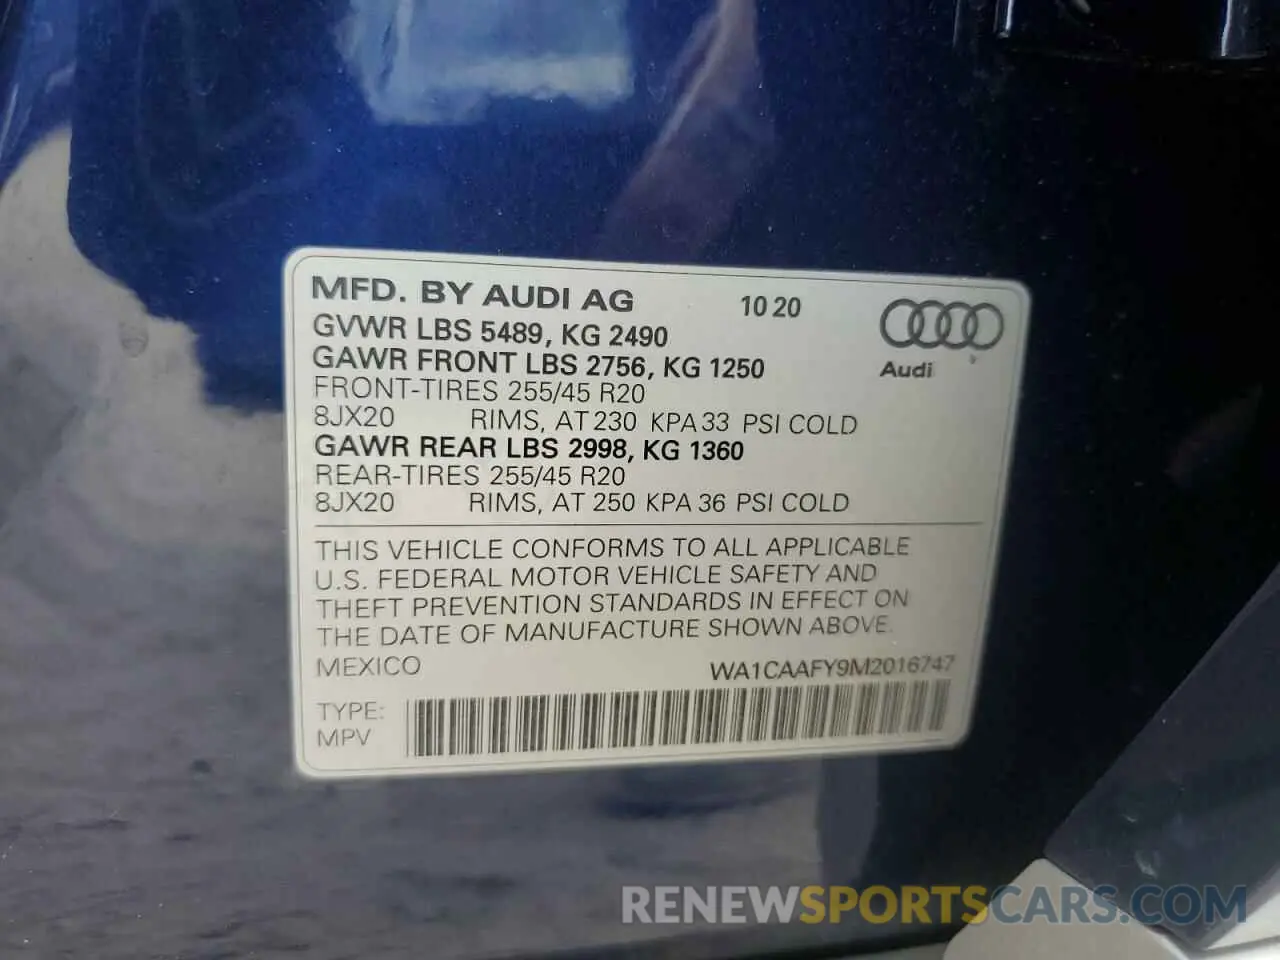 MFD. BY AUDI AG 10 20
GVWR LBS 5489, KG 2490
GAWR FRONT LBS 2756, KG 1250
Audi
FRONT-TIRES 255/45 R20
8JX20 RIMS, AT 230 KPA 33 PSI COLD
GAWR REAR LBS 2998, KG 1360
REAR-TIRES 255/45 R20
8JX20 RIMS, AT 250 KPA 36 PSI COLD
THIS VEHICLE CONFORMS TO ALL APPLICABLE
U.S. FEDERAL MOTOR VEHICLE SAFETY AND
THEFT PREVENTION STANDARDS IN EFFECT ON
THE DATE OF MANUFACTURE SHOWN ABOVE.
MEXICO WA1CAAFY9M2016747
TYPE:
MPV
RENEWSPORTSCARS.COM